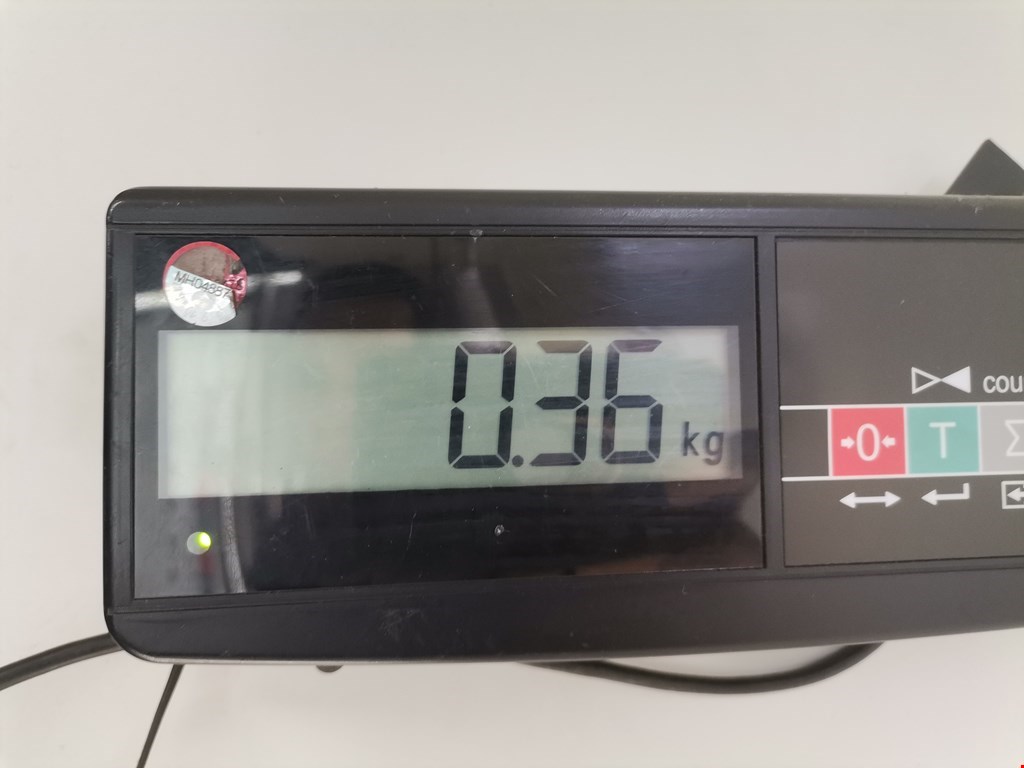 MH04887
0.36 kg
cou
→0← T Σ